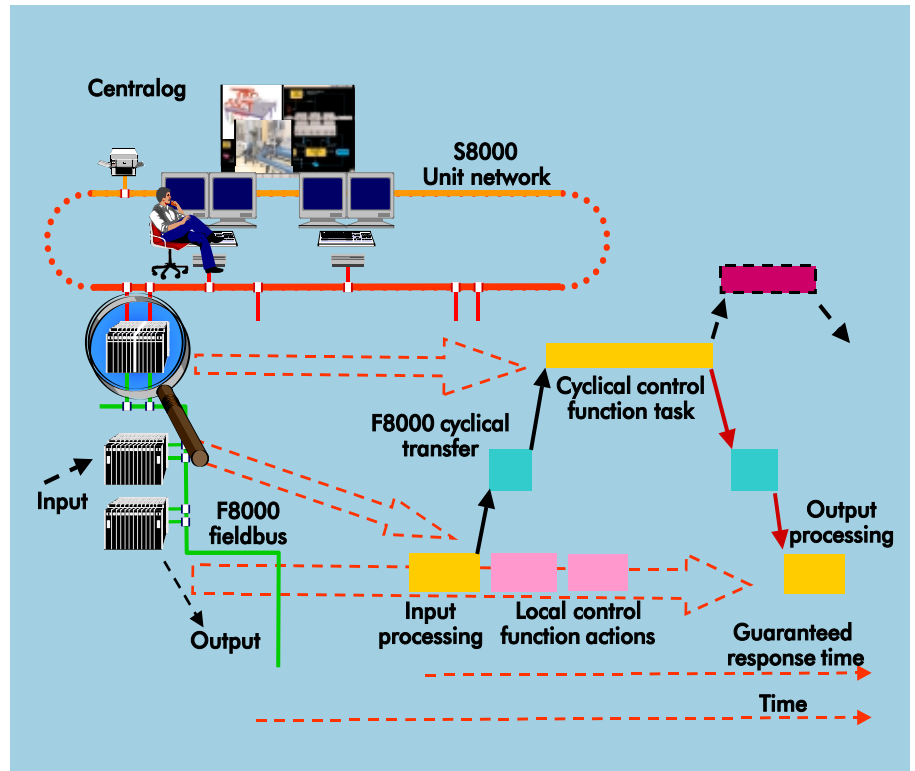 Centralog
S8000
Unit network
Cyclical control
function task
F8000 cyclical
transfer
Input
F8000
fieldbus
Output
processing
Input
processing
Local control
function actions
Output
Guaranteed
response time
Time